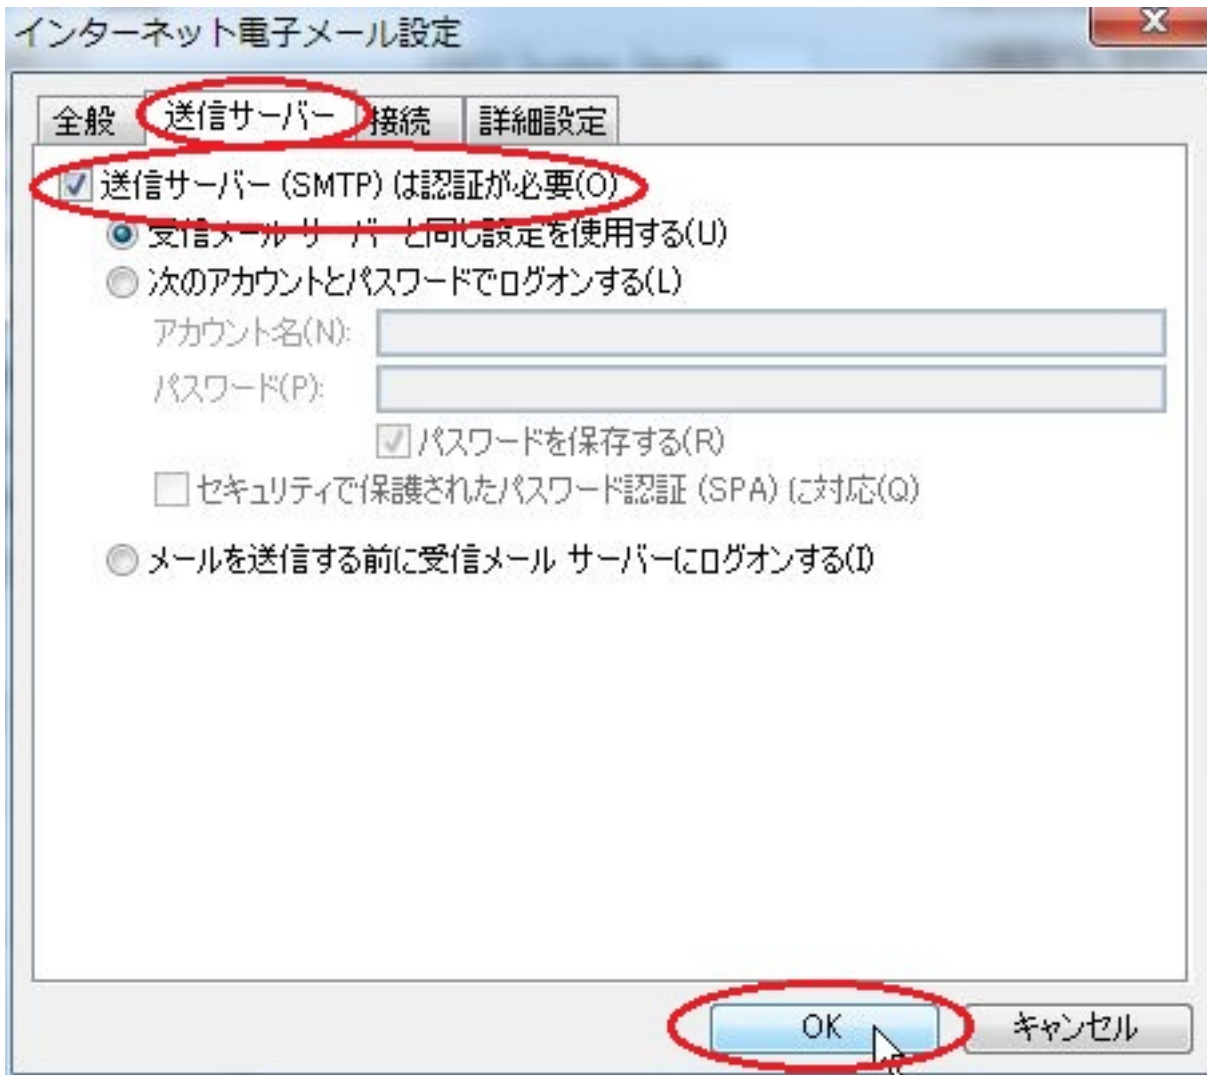 インターネット電子メール設定
全般 送信サーバー 接続 詳細設定
送信サーバー (SMTP) は認証が必要(O)
受信メール サーバーと同じ設定を使用する(U)
次のアカウントとパスワードでログオンする(L)
アカウント名(N):
パスワード(P):
パスワードを保存する(R)
セキュリティで保護されたパスワード認証 (SPA) に対応(Q)
メールを送信する前に受信メール サーバーにログオンする(I)
OK キャンセル